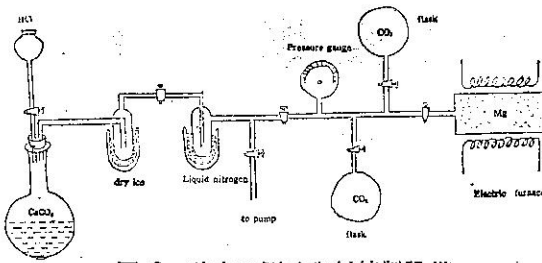 HCl
CaCO₃
dry ice
Liquid nitrogen
to pump
Pressure gauge
CO₂
flask
CO₂
flask
Mg
Electric furnace